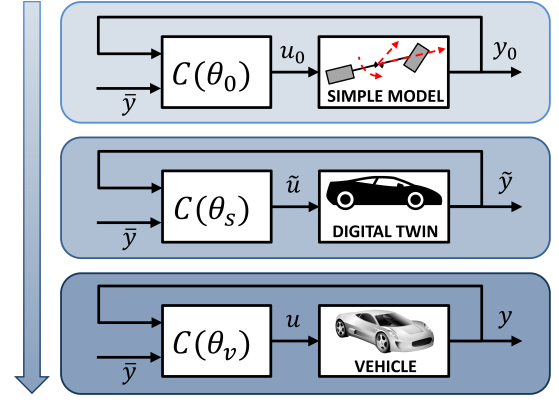 u₀
y₀
C(θ₀)
ȳ
SIMPLE MODEL
ũ
ỹ
C(θₛ)
ȳ
DIGITAL TWIN
u
y
C(θᵥ)
ȳ
VEHICLE